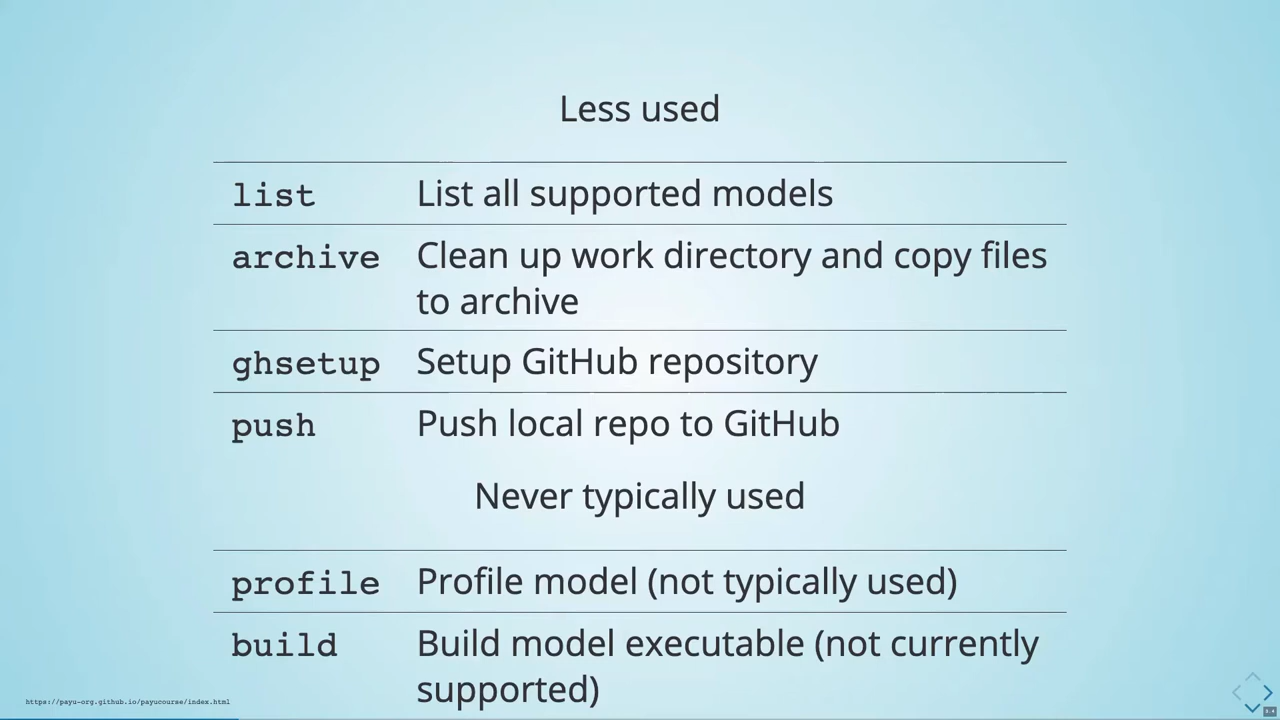 Less used
list List all supported models
archive Clean up work directory and copy files
to archive
ghsetup Setup GitHub repository
push Push local repo to GitHub
Never typically used
profile Profile model (not typically used)
build Build model executable (not currently
supported)
https://payu-org.github.io/payucourse/index.html